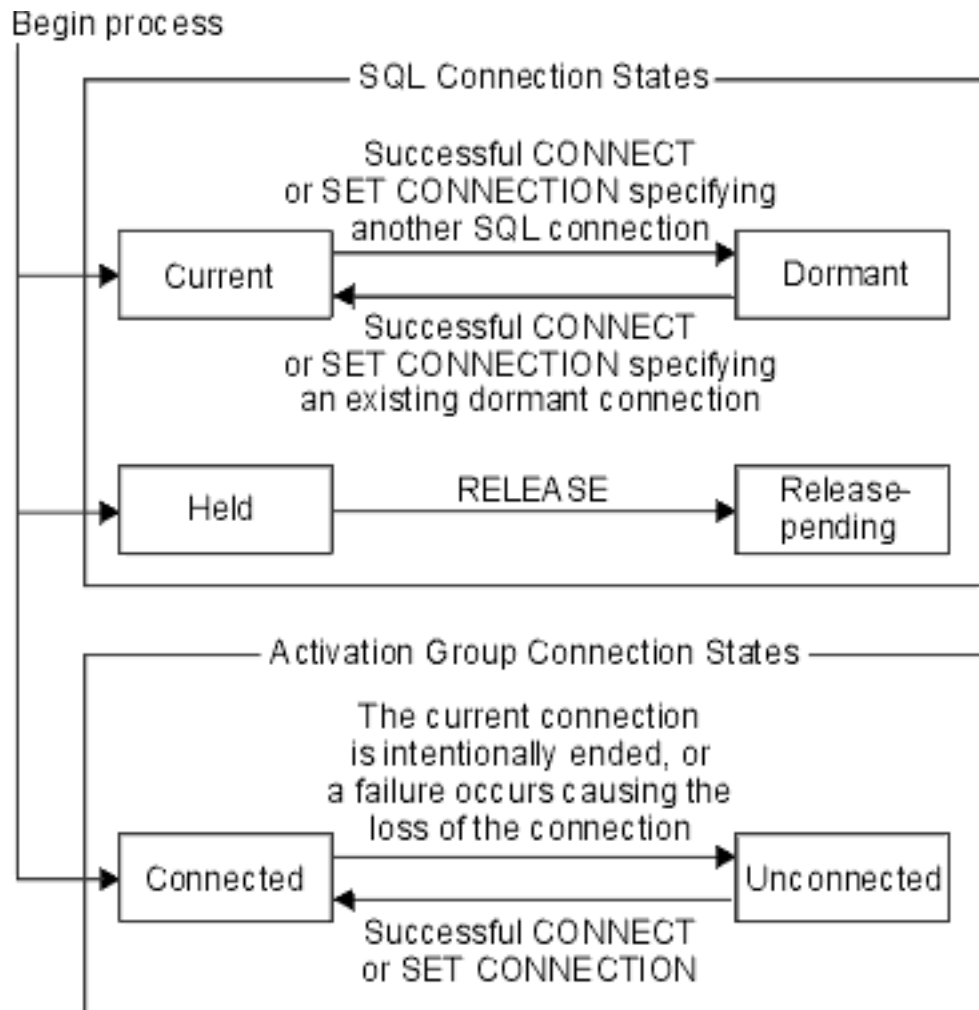 Begin process
SQL Connection States
Successful CONNECT
or SET CONNECTION specifying
another SQL connection
Current
Dormant
Successful CONNECT
or SET CONNECTION specifying
an existing dormant connection
Held
RELEASE
Release-
pending
Activation Group Connection States
The current connection
is intentionally ended, or
a failure occurs causing the
loss of the connection
Connected
Unconnected
Successful CONNECT
or SET CONNECTION